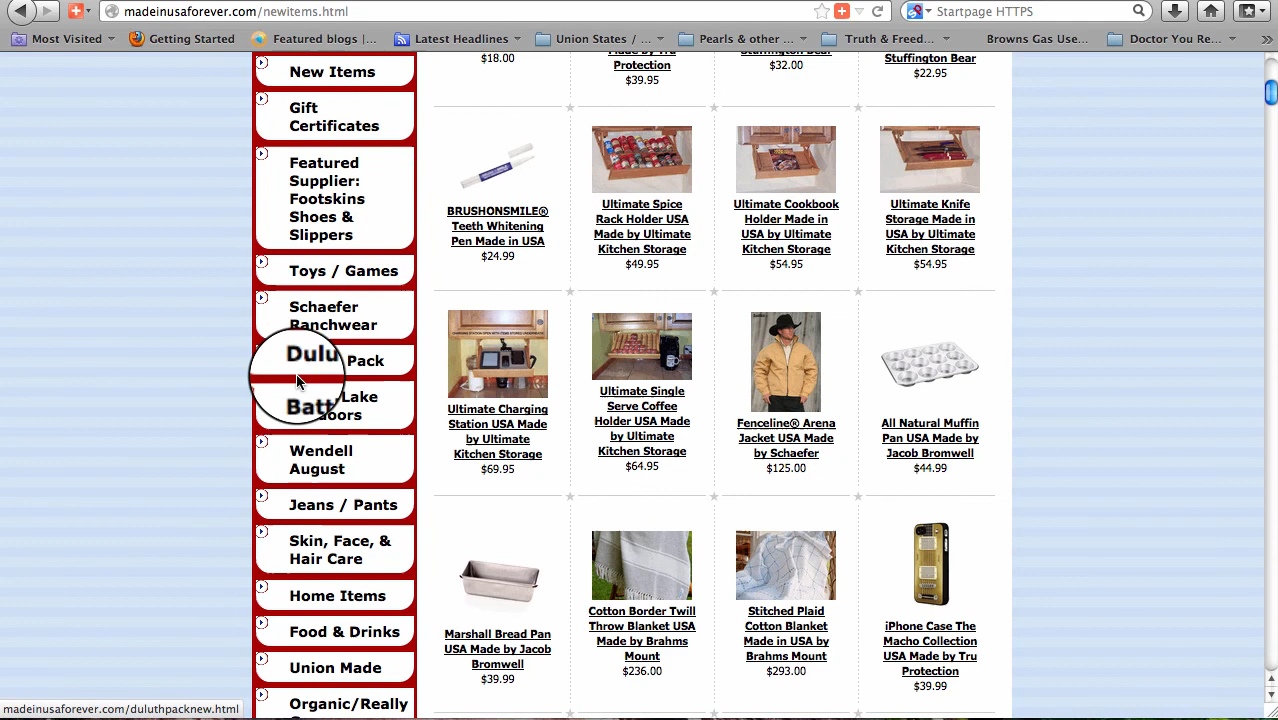 madeinusaforever.com/newitems.html
Startpage HTTPS
Most Visited
Getting Started
Featured blogs |...
Latest Headlines
Union States / ...
Pearls & other ...
Truth & Freed...
Browns Gas Use...
Doctor You Re...
New Items
Gift
Certificates
Featured
Supplier:
Footskins
Shoes &
Slippers
Toys / Games
Schaefer
Ranchwear
Dulu
Pack
Batt
Lake
doors
Wendell
August
Jeans / Pants
Skin, Face, &
Hair Care
Home Items
Food & Drinks
Union Made
Organic/Really
$18.00
Made by Tru
Protection
$39.95
$32.00
Stuffington Bear
$22.95
BRUSHONSMILE®
Teeth Whitening
Pen Made in USA
$24.99
Ultimate Spice
Rack Holder USA
Made by Ultimate
Kitchen Storage
$49.95
Ultimate Cookbook
Holder Made in
USA by Ultimate
Kitchen Storage
$54.95
Ultimate Knife
Storage Made in
USA by Ultimate
Kitchen Storage
$54.95
Ultimate Charging
Station USA Made
by Ultimate
Kitchen Storage
$69.95
Ultimate Single
Serve Coffee
Holder USA Made
by Ultimate
Kitchen Storage
$64.95
Fenceline® Arena
Jacket USA Made
by Schaefer
$125.00
All Natural Muffin
Pan USA Made by
Jacob Bromwell
$44.99
Marshall Bread Pan
USA Made by Jacob
Bromwell
$39.99
Cotton Border Twill
Throw Blanket USA
Made by Brahms
Mount
$236.00
Stitched Plaid
Cotton Blanket
Made in USA by
Brahms Mount
$293.00
iPhone Case The
Macho Collection
USA Made by Tru
Protection
$39.99
madeinusaforever.com/duluthpacknew.html